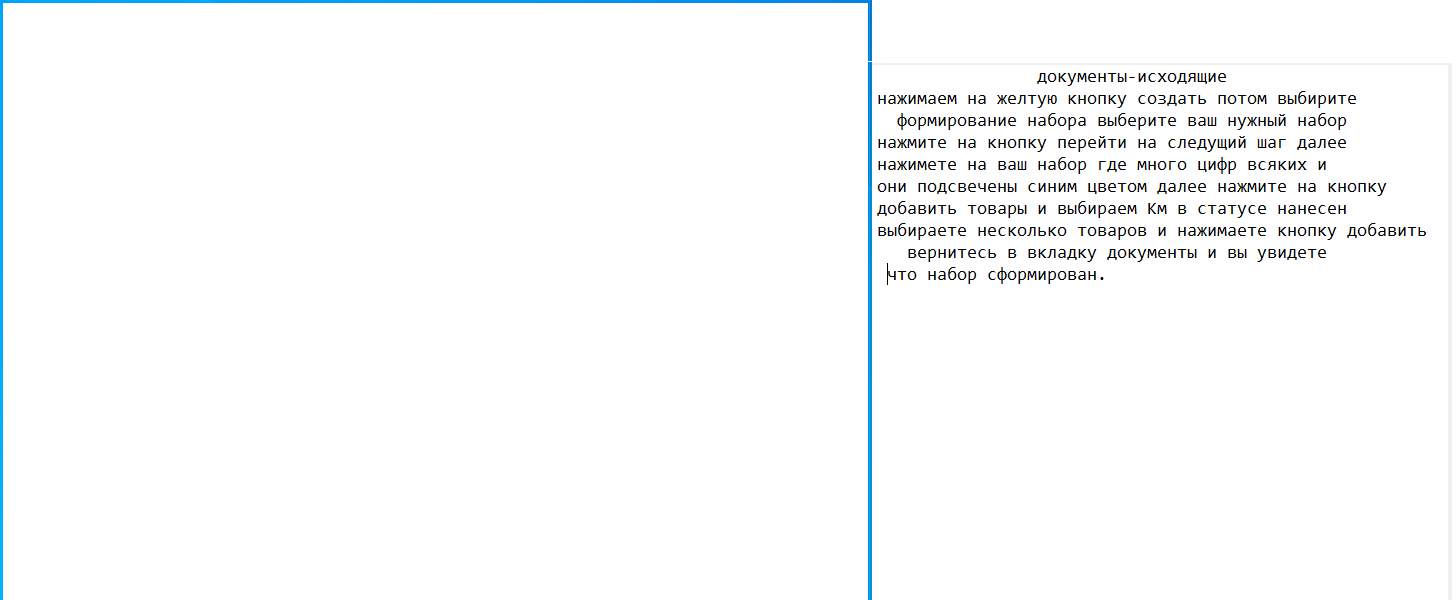 документы-исходящие
нажимаем на желтую кнопку создать потом выбирите
формирование набора выберите ваш нужный набор
нажмите на кнопку перейти на следущий шаг далее
нажимете на ваш набор где много цифр всяких и
они подсвечены синим цветом далее нажмите на кнопку
добавить товары и выбираем Км в статусе нанесен
выбираете несколько товаров и нажимаете кнопку добавить
вернитесь в вкладку документы и вы увидете
что набор сформирован.